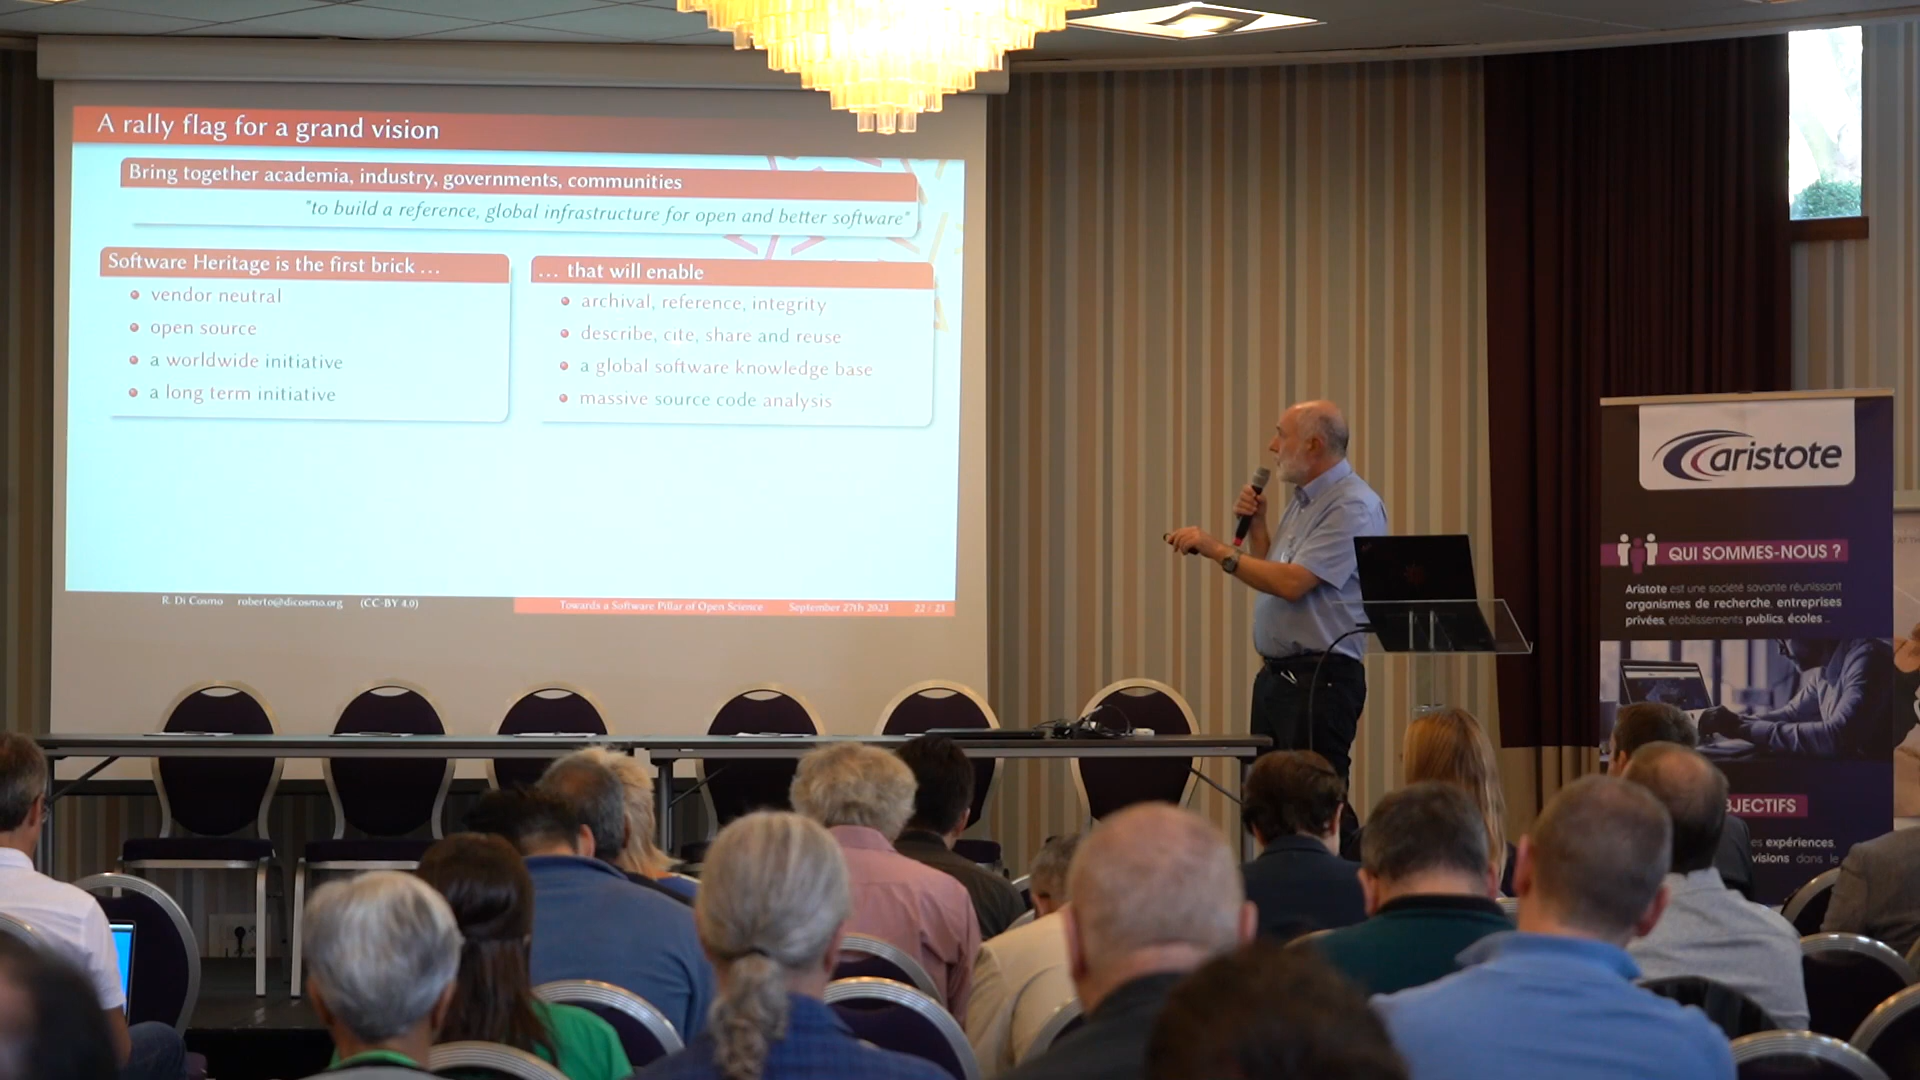 A rally flag for a grand vision
Bring together academia, industry, governments, communities
"to build a reference, global infrastructure for open and better software"
Software Heritage is the first brick ...
vendor neutral
open source
a worldwide initiative
a long term initiative
... that will enable
archival, reference, integrity
describe, cite, share and reuse
a global software knowledge base
massive source code analysis
R. Di Cosmo roberto@dicosmo.org (CC-BY 4.0)
Towards a Software Pillar of Open Science September 27th 2023 22 / 23
aristote
QUI SOMMES-NOUS ?
Aristote est une société savante réunissant
organismes de recherche, entreprises
privées, établissements publics, écoles ...
BJECTIFS
es expériences,
visions dans le